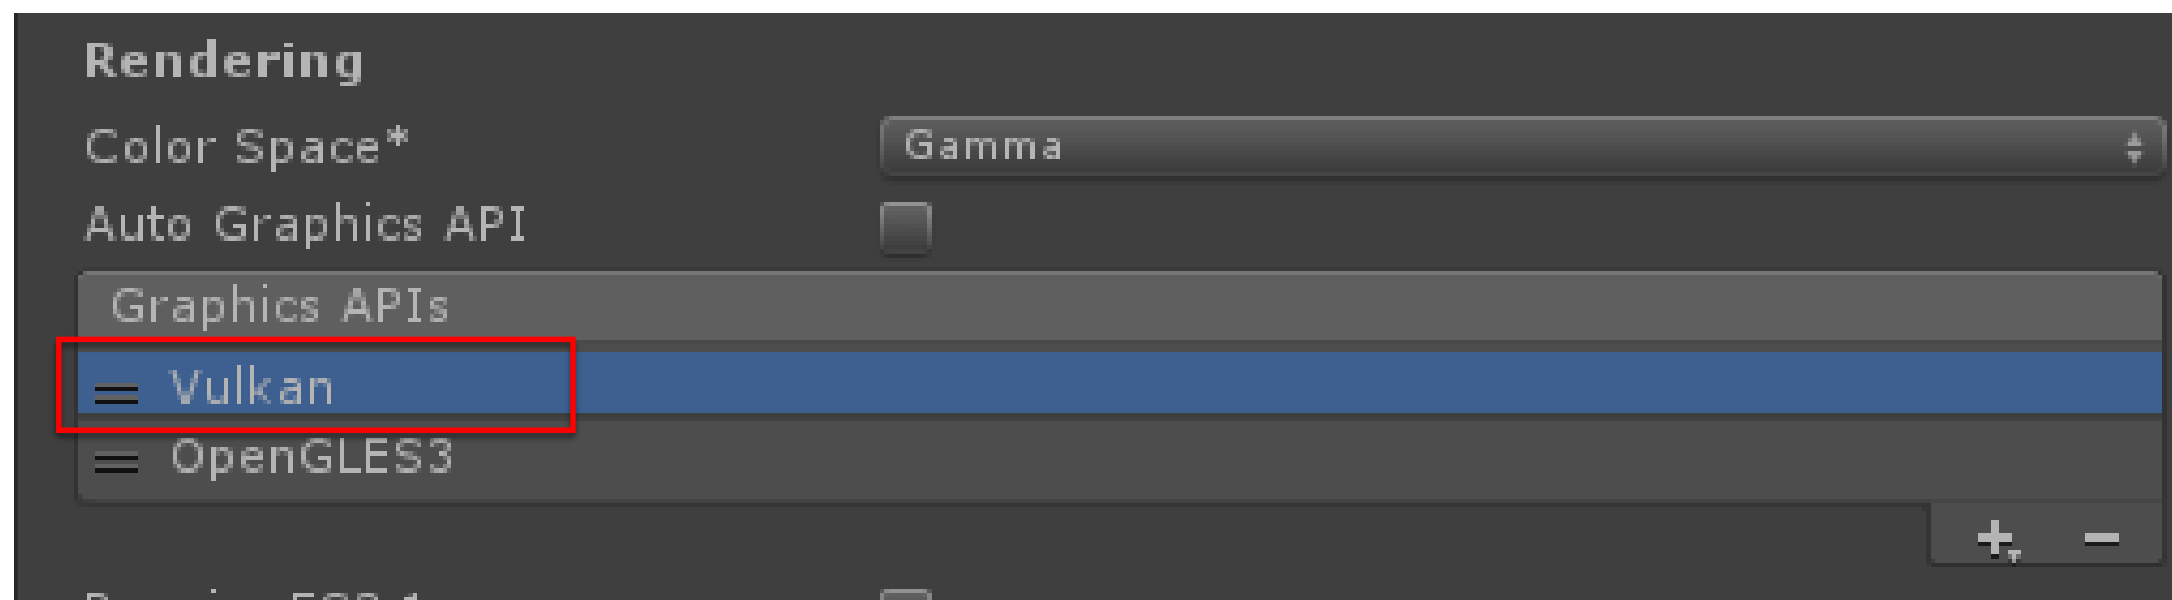 Rendering
Color Space* Gamma
Auto Graphics API
Graphics APIs
Vulkan
OpenGLES3